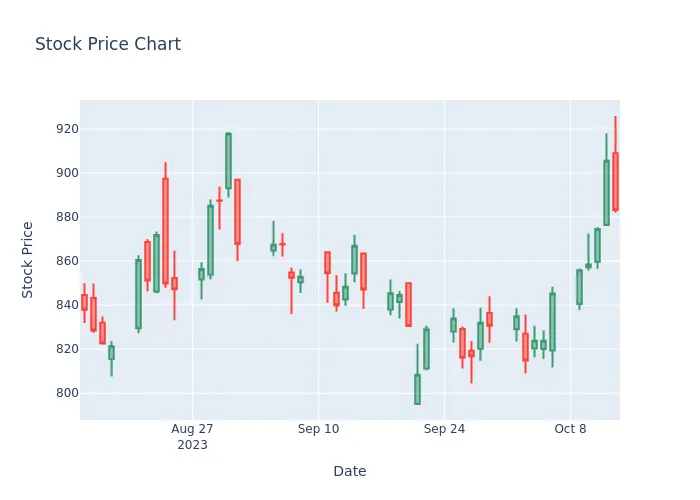 Stock Price Chart
Stock Price
920
900
880
860
840
820
800
Aug 27
2023
Sep 10
Sep 24
Oct 8
Date